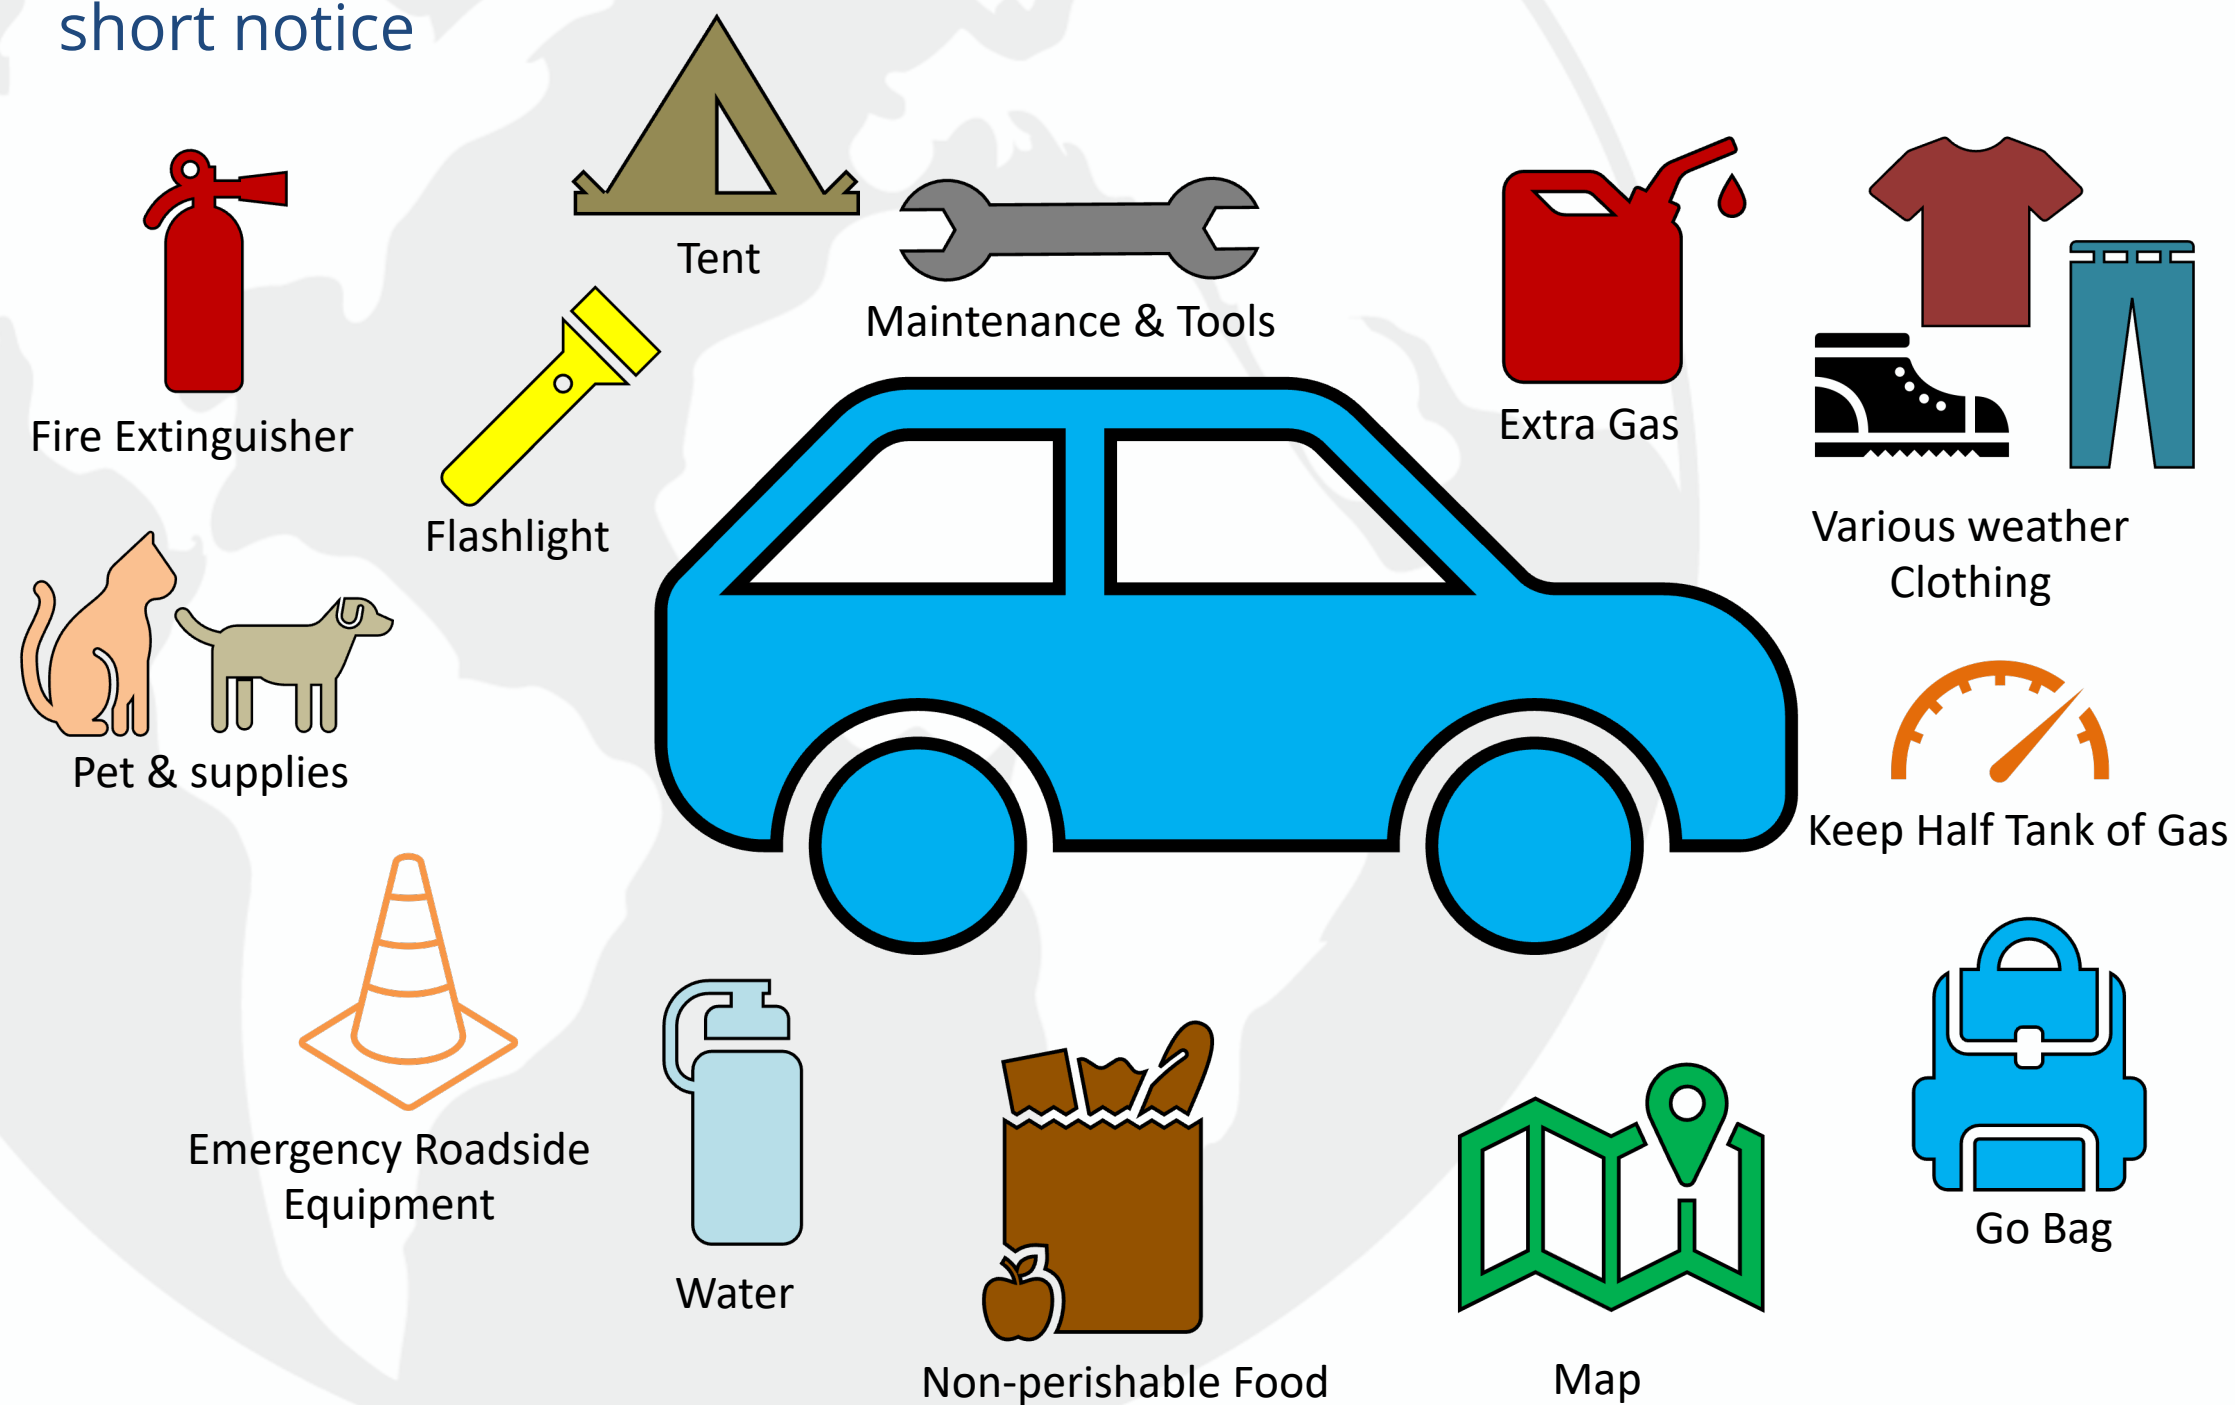 short notice
Tent
Maintenance & Tools
Fire Extinguisher
Flashlight
Extra Gas
Various weather
Clothing
Pet & supplies
Keep Half Tank of Gas
Emergency Roadside
Equipment
Water
Non-perishable Food
Map
Go Bag